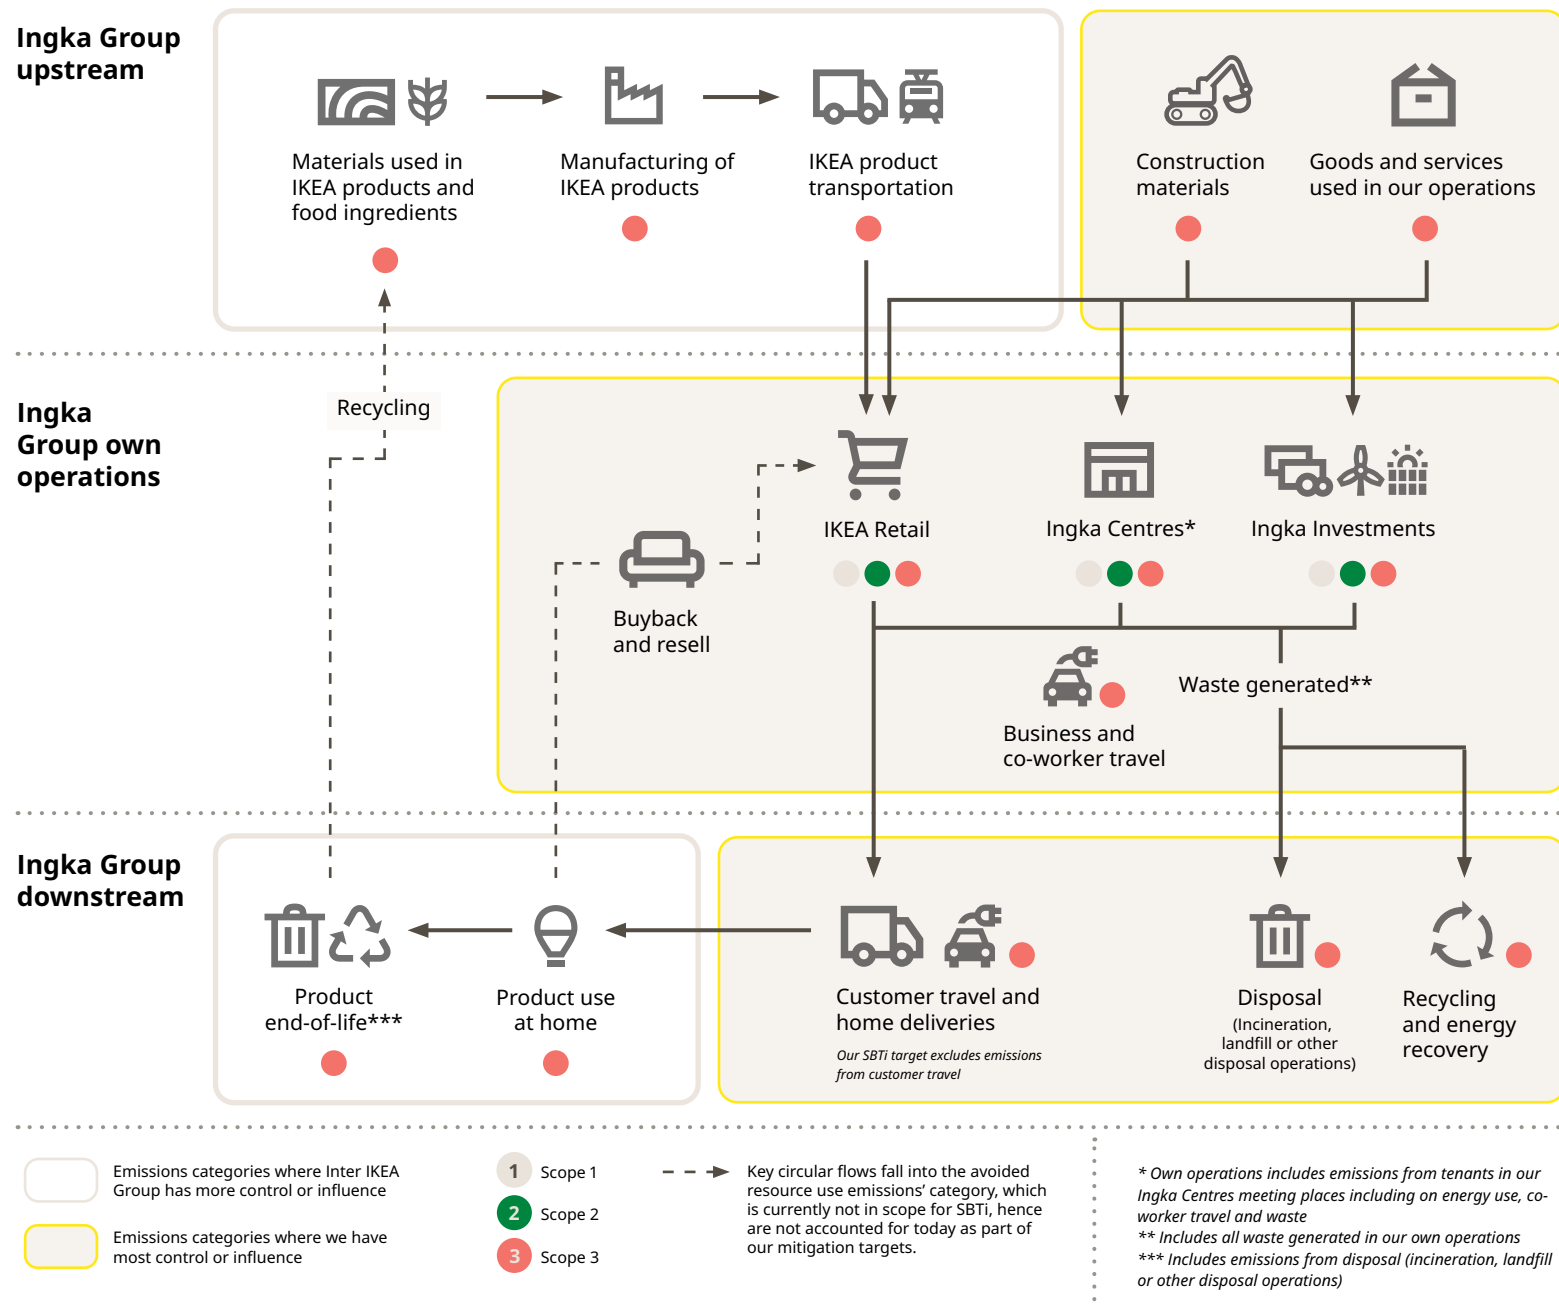 Ingka Group
upstream
Materials used in
IKEA products and
food ingredients
Manufacturing of
IKEA products
IKEA product
transportation
Construction
materials
Goods and services
used in our operations
Recycling
Ingka
Group own
operations
Buyback
and resell
IKEA Retail
Ingka Centres*
Ingka Investments
Business and
co-worker travel
Waste generated**
Ingka Group
downstream
Product
end-of-life***
Product use
at home
Customer travel and
home deliveries
Our SBTi target excludes emissions
from customer travel
Disposal
(Incineration,
landfill or other
disposal operations)
Recycling
and energy
recovery
Emissions categories where Inter IKEA
Group has more control or influence
Emissions categories where we have
most control or influence
1 Scope 1
2 Scope 2
3 Scope 3
Key circular flows fall into the avoided
resource use emissions’ category, which
is currently not in scope for SBTi, hence
are not accounted for today as part of
our mitigation targets.
* Own operations includes emissions from tenants in our
Ingka Centres meeting places including on energy use, co-
worker travel and waste
** Includes all waste generated in our own operations
*** Includes emissions from disposal (incineration, landfill
or other disposal operations)